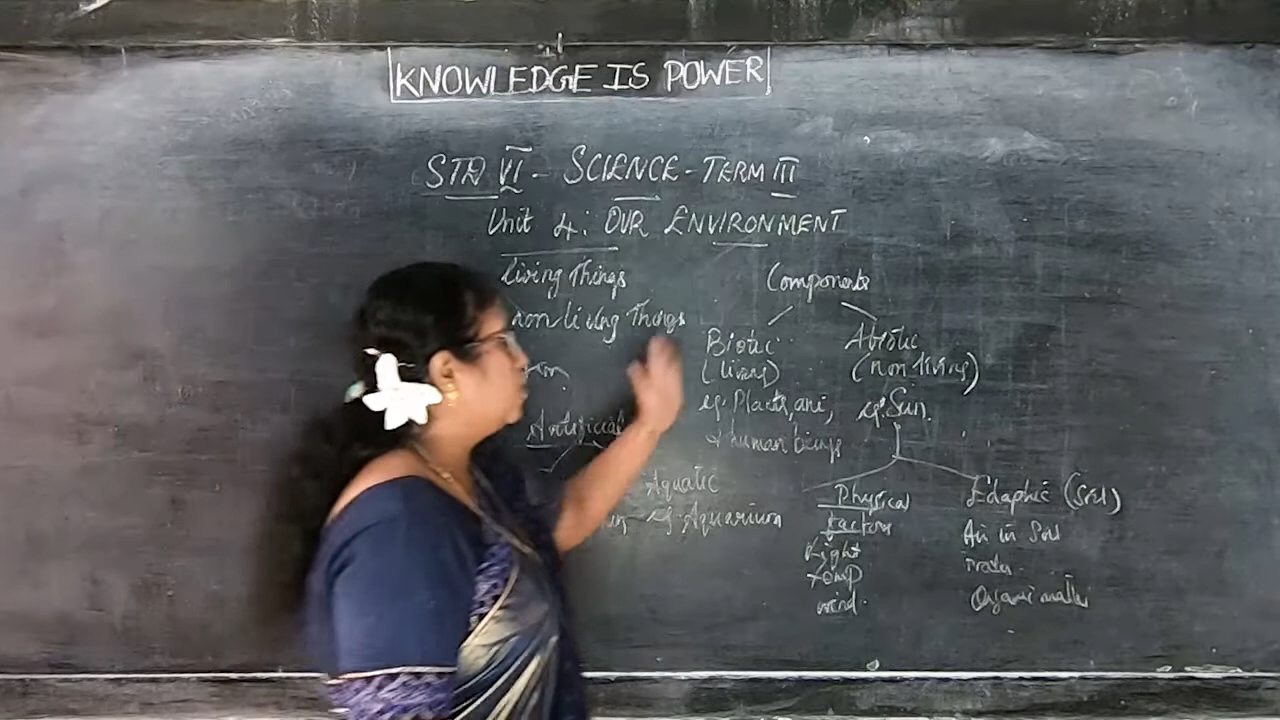 KNOWLEDGE IS POWER
STD VI - SCIENCE - TERM III
Unit 4: OUR ENVIRONMENT
living Things
non living Things
Components
Biotic
(living)
eg. Plants, ani,
+ human beings
Abiotic
(non living)
eg. Sun.
Artificial
Aquatic
eg. Aquarium
Physical
factors
Light
Temp
wind.
Edaphic (Soil)
Air in Soil
Organic matter